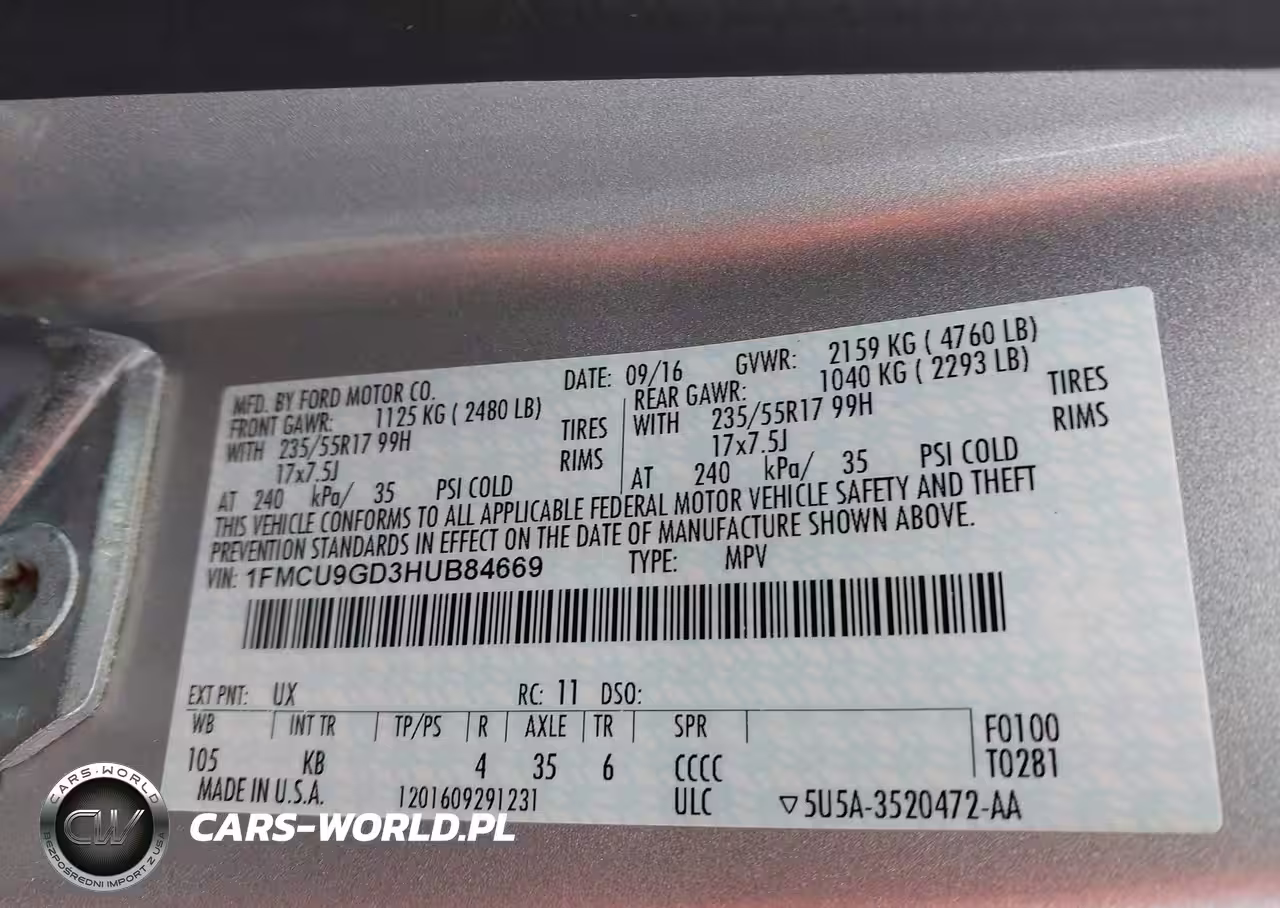 MFD. BY FORD MOTOR CO. DATE: 09/16 GVWR: 2159 KG ( 4760 LB)
FRONT GAWR: 1125 KG ( 2480 LB) REAR GAWR: 1040 KG ( 2293 LB)
WITH 235/55R17 99H TIRES WITH 235/55R17 99H TIRES
17x7.5J RIMS 17x7.5J RIMS
AT 240 kPa/ 35 PSI COLD AT 240 kPa/ 35 PSI COLD
THIS VEHICLE CONFORMS TO ALL APPLICABLE FEDERAL MOTOR VEHICLE SAFETY AND THEFT
PREVENTION STANDARDS IN EFFECT ON THE DATE OF MANUFACTURE SHOWN ABOVE.
VIN: 1FMCU9GD3HUB84669 TYPE: MPV
EXT PNT: UX RC: 11 DSO:
WB INT TR TP/PS R AXLE TR SPR F0100
105 KB 4 35 6 CCCC T0281
MADE IN U.S.A. 1201609291231 ULC ▽5U5A-3520472-AA
CARS-WORLD
CW
BEZPOŚREDNI IMPORT Z USA
CARS-WORLD.PL